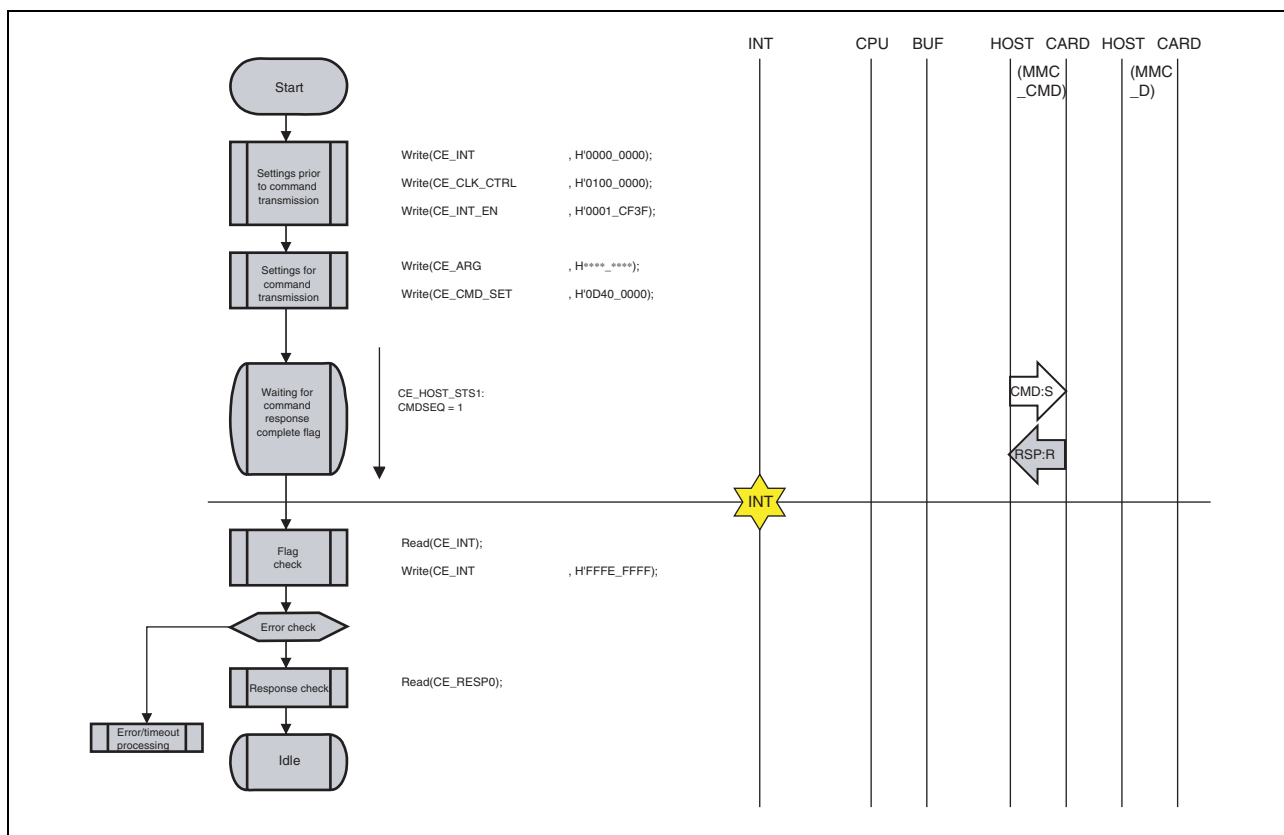 INT CPU BUF HOST CARD HOST CARD
(MMC
_CMD)
(MMC
_D)
Start
Settings prior
to command
transmission
Write(CE_INT , H'0000_0000);
Write(CE_CLK_CTRL , H'0100_0000);
Write(CE_INT_EN , H'0001_CF3F);
Settings for
command
transmission
Write(CE_ARG , H'****_****);
Write(CE_CMD_SET , H'0D40_0000);
Waiting for
command
response
complete flag
CE_HOST_STS1:
CMDSEQ = 1
CMD:S
RSP:R
INT
Flag
check
Read(CE_INT);
Write(CE_INT , H'FFFE_FFFF);
Error check
Response check
Read(CE_RESP0);
Error/timeout
processing
Idle